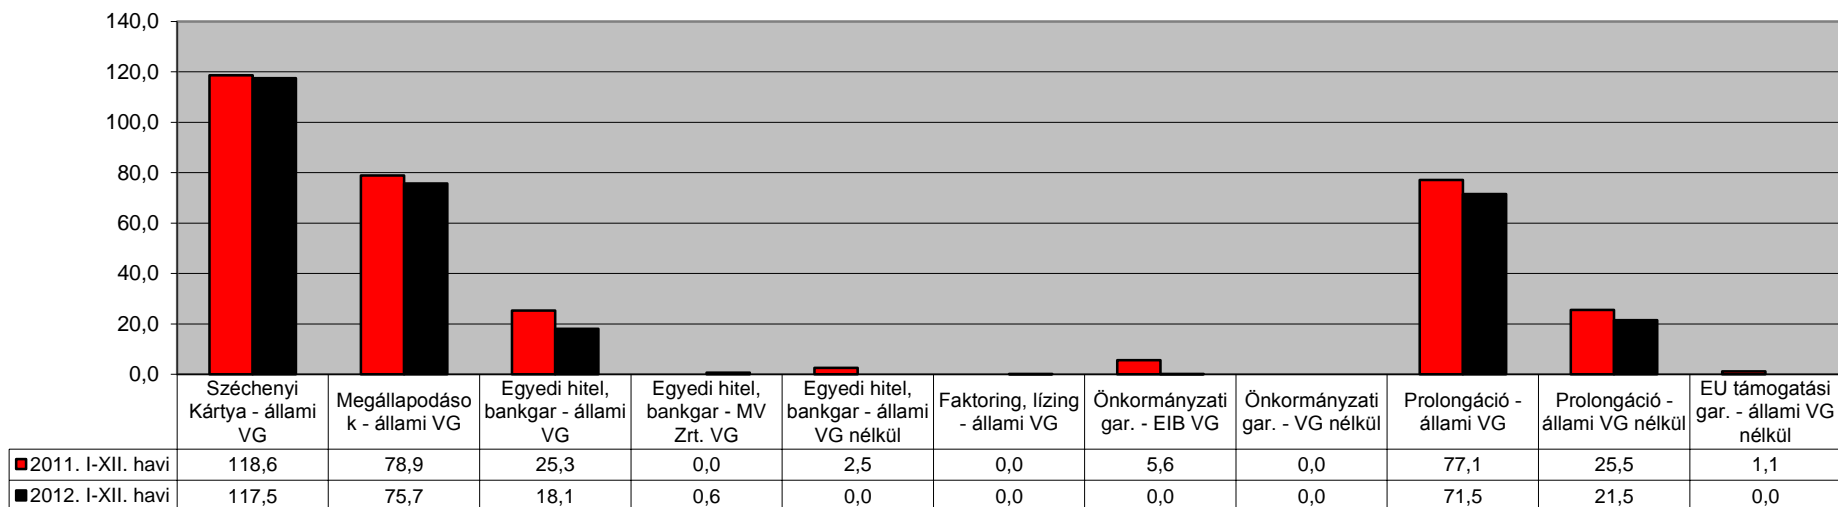 140,0
120,0
100,0
80,0
60,0
40,0
20,0
0,0
Széchenyi
Kártya - állami
VG
Megállapodáso
k - állami VG
Egyedi hitel,
bankgar - állami
VG
Egyedi hitel,
bankgar - MV
Zrt. VG
Egyedi hitel,
bankgar - állami
VG nélkül
Faktoring, lízing
- állami VG
Önkormányzati
gar. - EIB VG
Önkormányzati
gar. - VG nélkül
Prolongáció -
állami VG
Prolongáció -
állami VG nélkül
EU támogatási
gar. - állami VG
nélkül
2011. I-XII. havi 118,6 78,9 25,3 0,0 2,5 0,0 5,6 0,0 77,1 25,5 1,1
2012. I-XII. havi 117,5 75,7 18,1 0,6 0,0 0,0 0,0 0,0 71,5 21,5 0,0